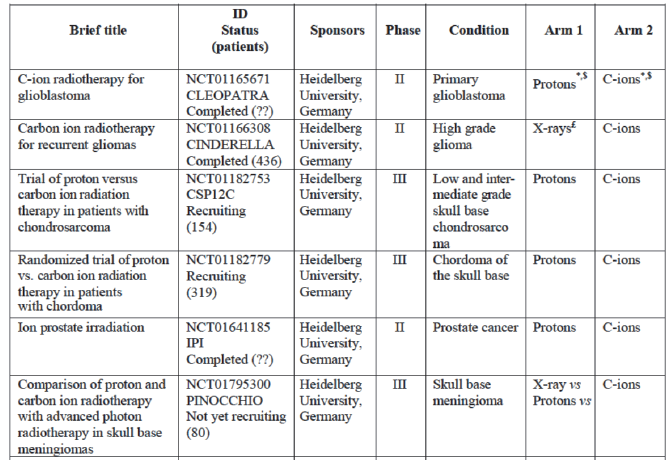 Brief title
ID
Status
(patients)
Sponsors
Phase
Condition
Arm 1
Arm 2
C-ion radiotherapy for
glioblastoma
NCT01165671
CLEOPATRA
Completed (??)
Heidelberg
University,
Germany
II
Primary
glioblastoma
Protons*,$
C-ions*,$
Carbon ion radiotherapy
for recurrent gliomas
NCT01166308
CINDERELLA
Completed (436)
Heidelberg
University,
Germany
II
High grade
glioma
X-rays£
C-ions
Trial of proton versus
carbon ion radiation
therapy in patients with
chondrosarcoma
NCT01182753
CSP12C
Recruiting
(154)
Heidelberg
University,
Germany
III
Low and inter-
mediate grade
skull base
chondrosarco
ma
Protons
C-ions
Randomized trial of proton
vs. carbon ion radiation
therapy in patients
with chordoma
NCT01182779
Recruiting
(319)
Heidelberg
University,
Germany
III
Chordoma of
the skull base
Protons
C-ions
Ion prostate irradiation
NCT01641185
IPI
Completed (??)
Heidelberg
University,
Germany
II
Prostate cancer
Protons
C-ions
Comparison of proton and
carbon ion radiotherapy
with advanced photon
radiotherapy in skull base
meningiomas
NCT01795300
PINOCCHIO
Not yet recruiting
(80)
Heidelberg
University,
Germany
III
Skull base
meningioma
X-ray vs
Protons vs
C-ions